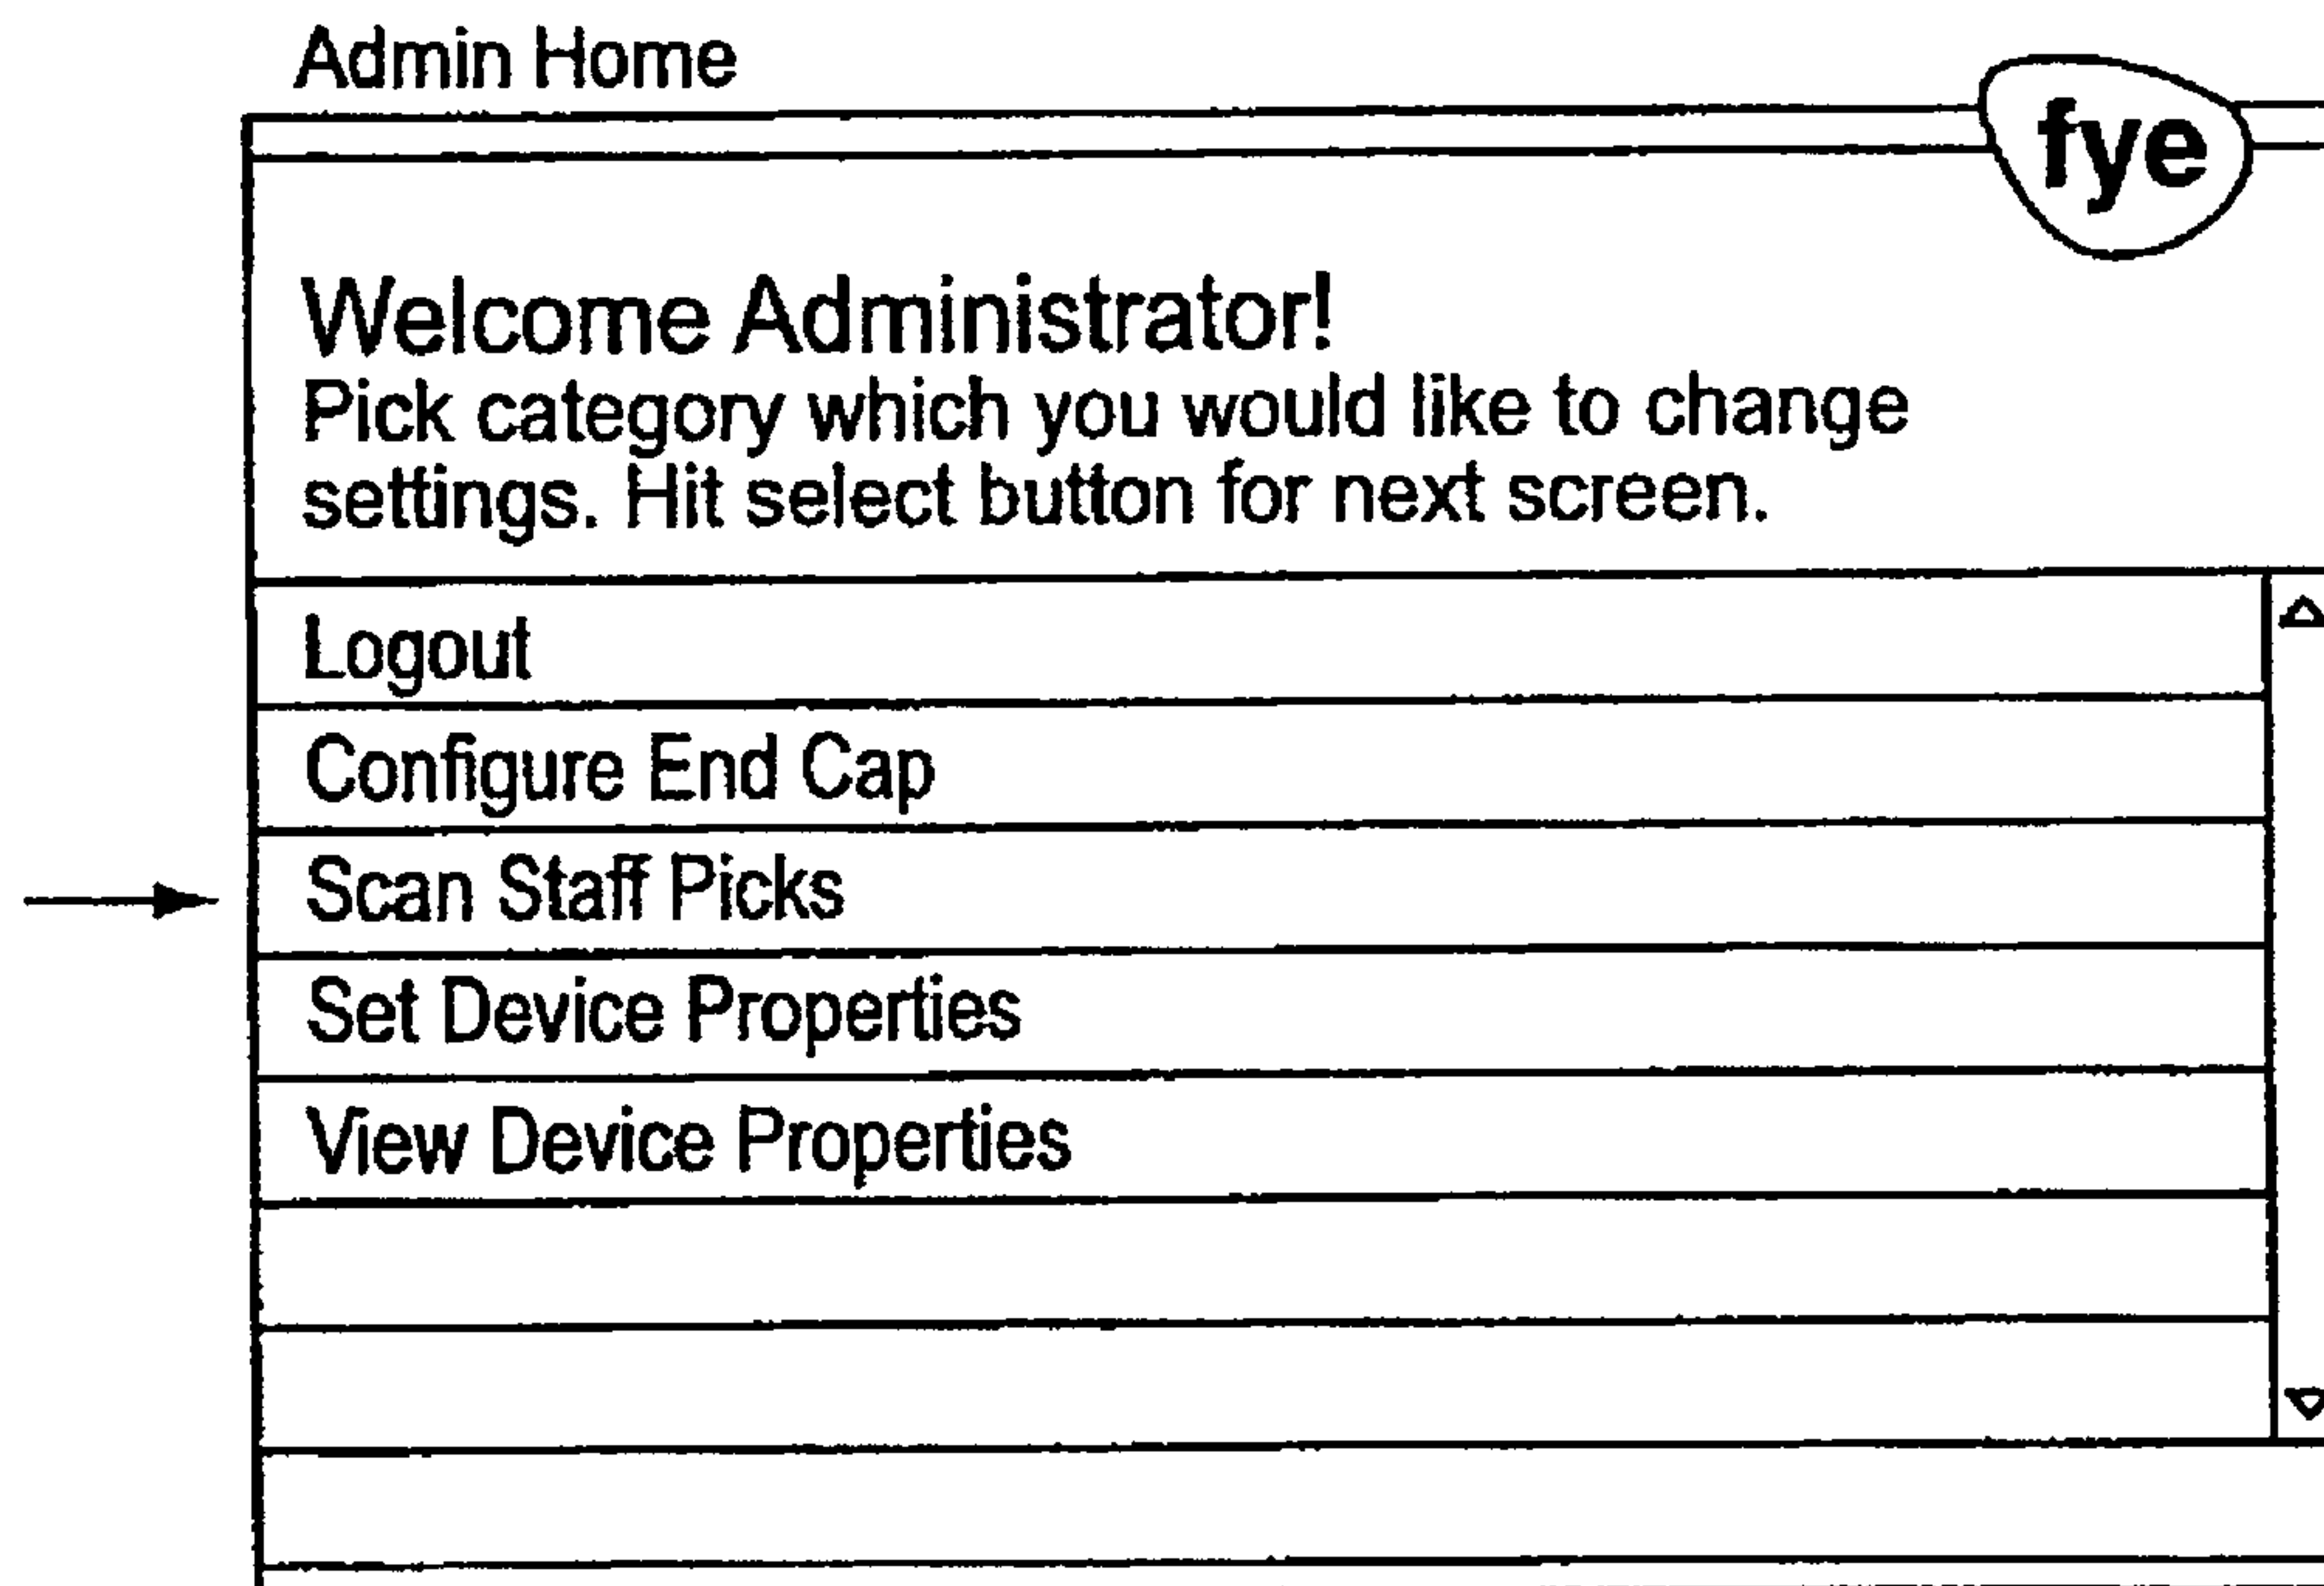 Admin Home
fye
Welcome Administrator!
Pick category which you would like to change
settings. Hit select button for next screen.
Logout
Configure End Cap
Scan Staff Picks
Set Device Properties
View Device Properties